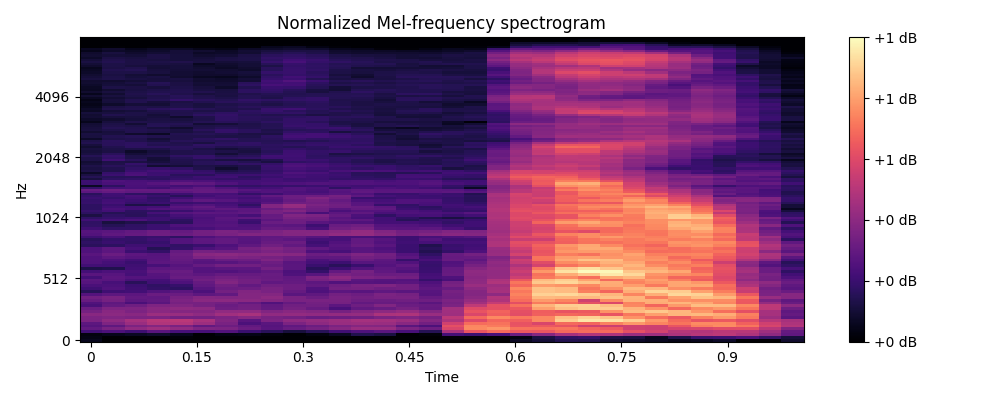 Normalized Mel-frequency spectrogram
Hz
4096
2048
1024
512
0
0 0.15 0.3 0.45 0.6 0.75 0.9
Time
+1 dB
+1 dB
+1 dB
+0 dB
+0 dB
+0 dB